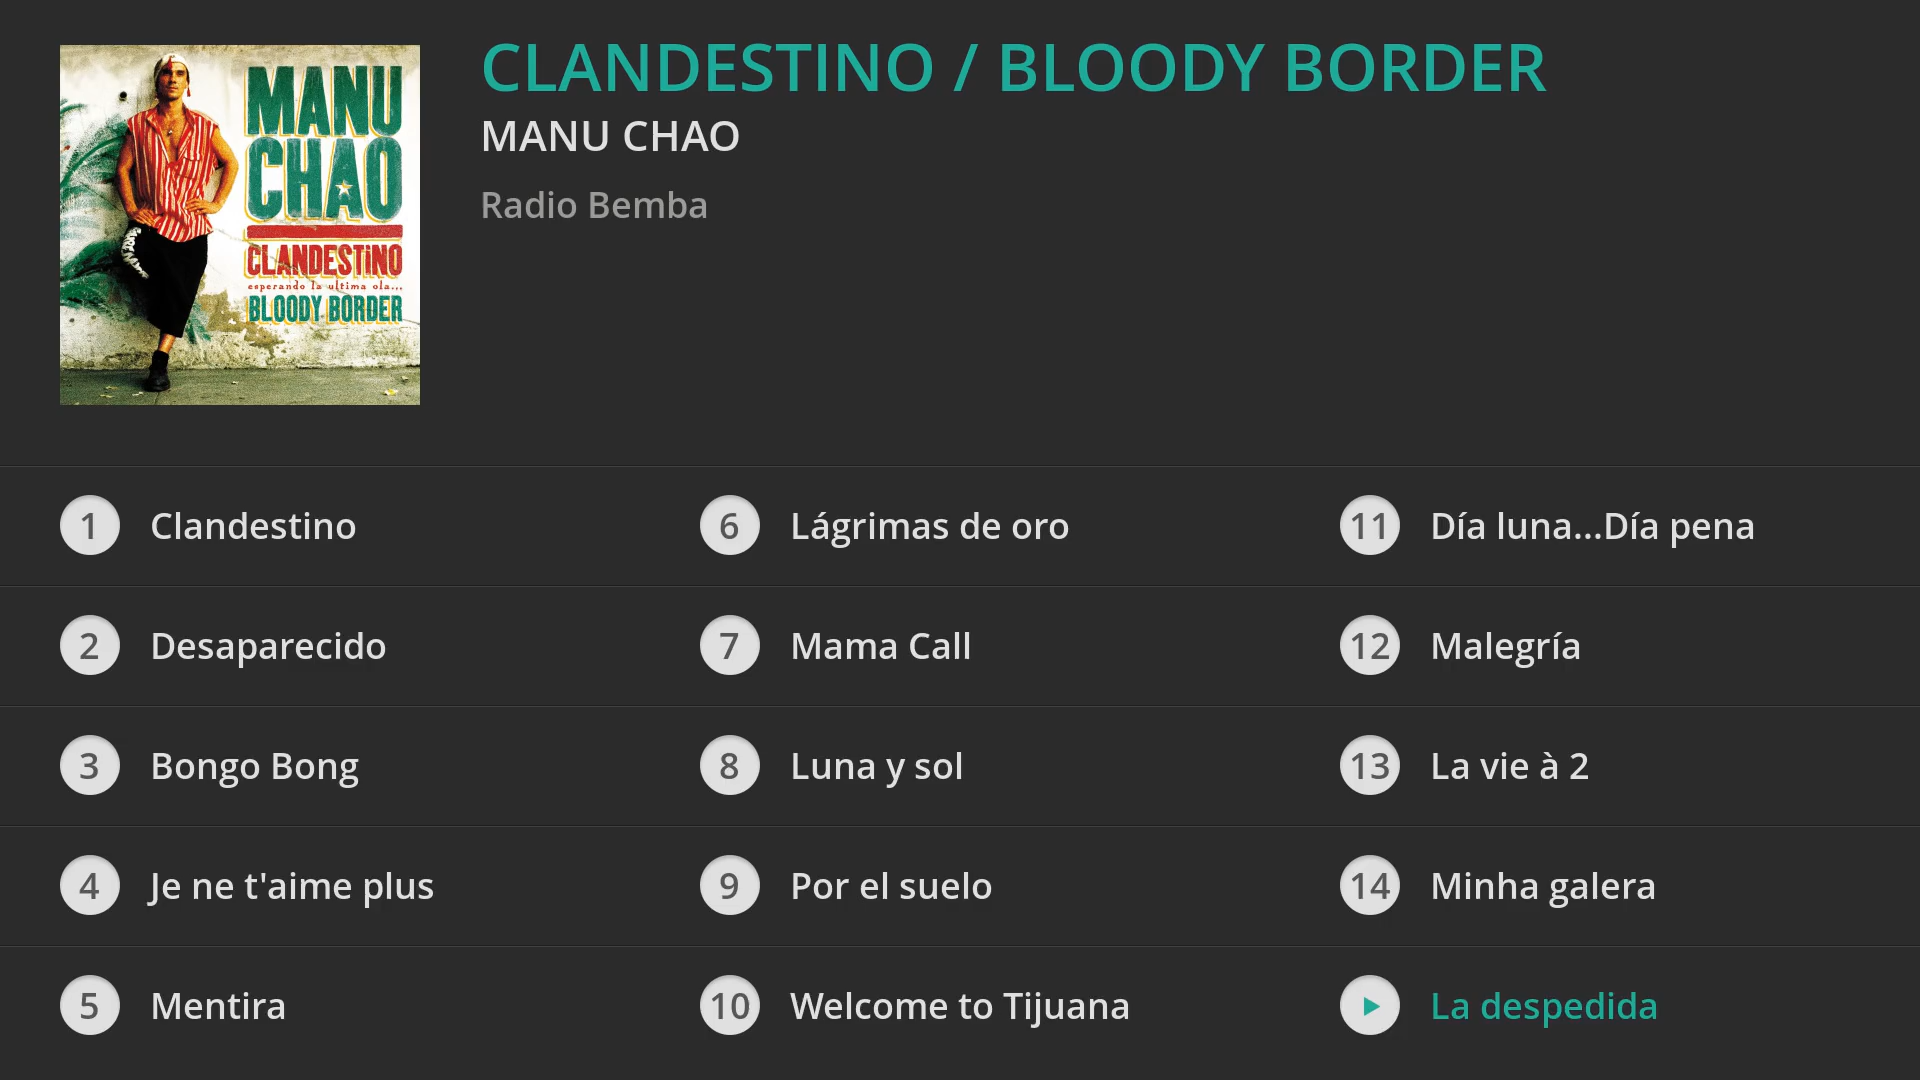 MANU
CHAO
CLANDESTINO
esperando la ultima ola...
BLOODY BORDER
CLANDESTINO / BLOODY BORDER
MANU CHAO
Radio Bemba
1 Clandestino
2 Desaparecido
3 Bongo Bong
4 Je ne t'aime plus
5 Mentira
6 Lágrimas de oro
7 Mama Call
8 Luna y sol
9 Por el suelo
10 Welcome to Tijuana
11 Día luna...Día pena
12 Malegría
13 La vie à 2
14 Minha galera
La despedida